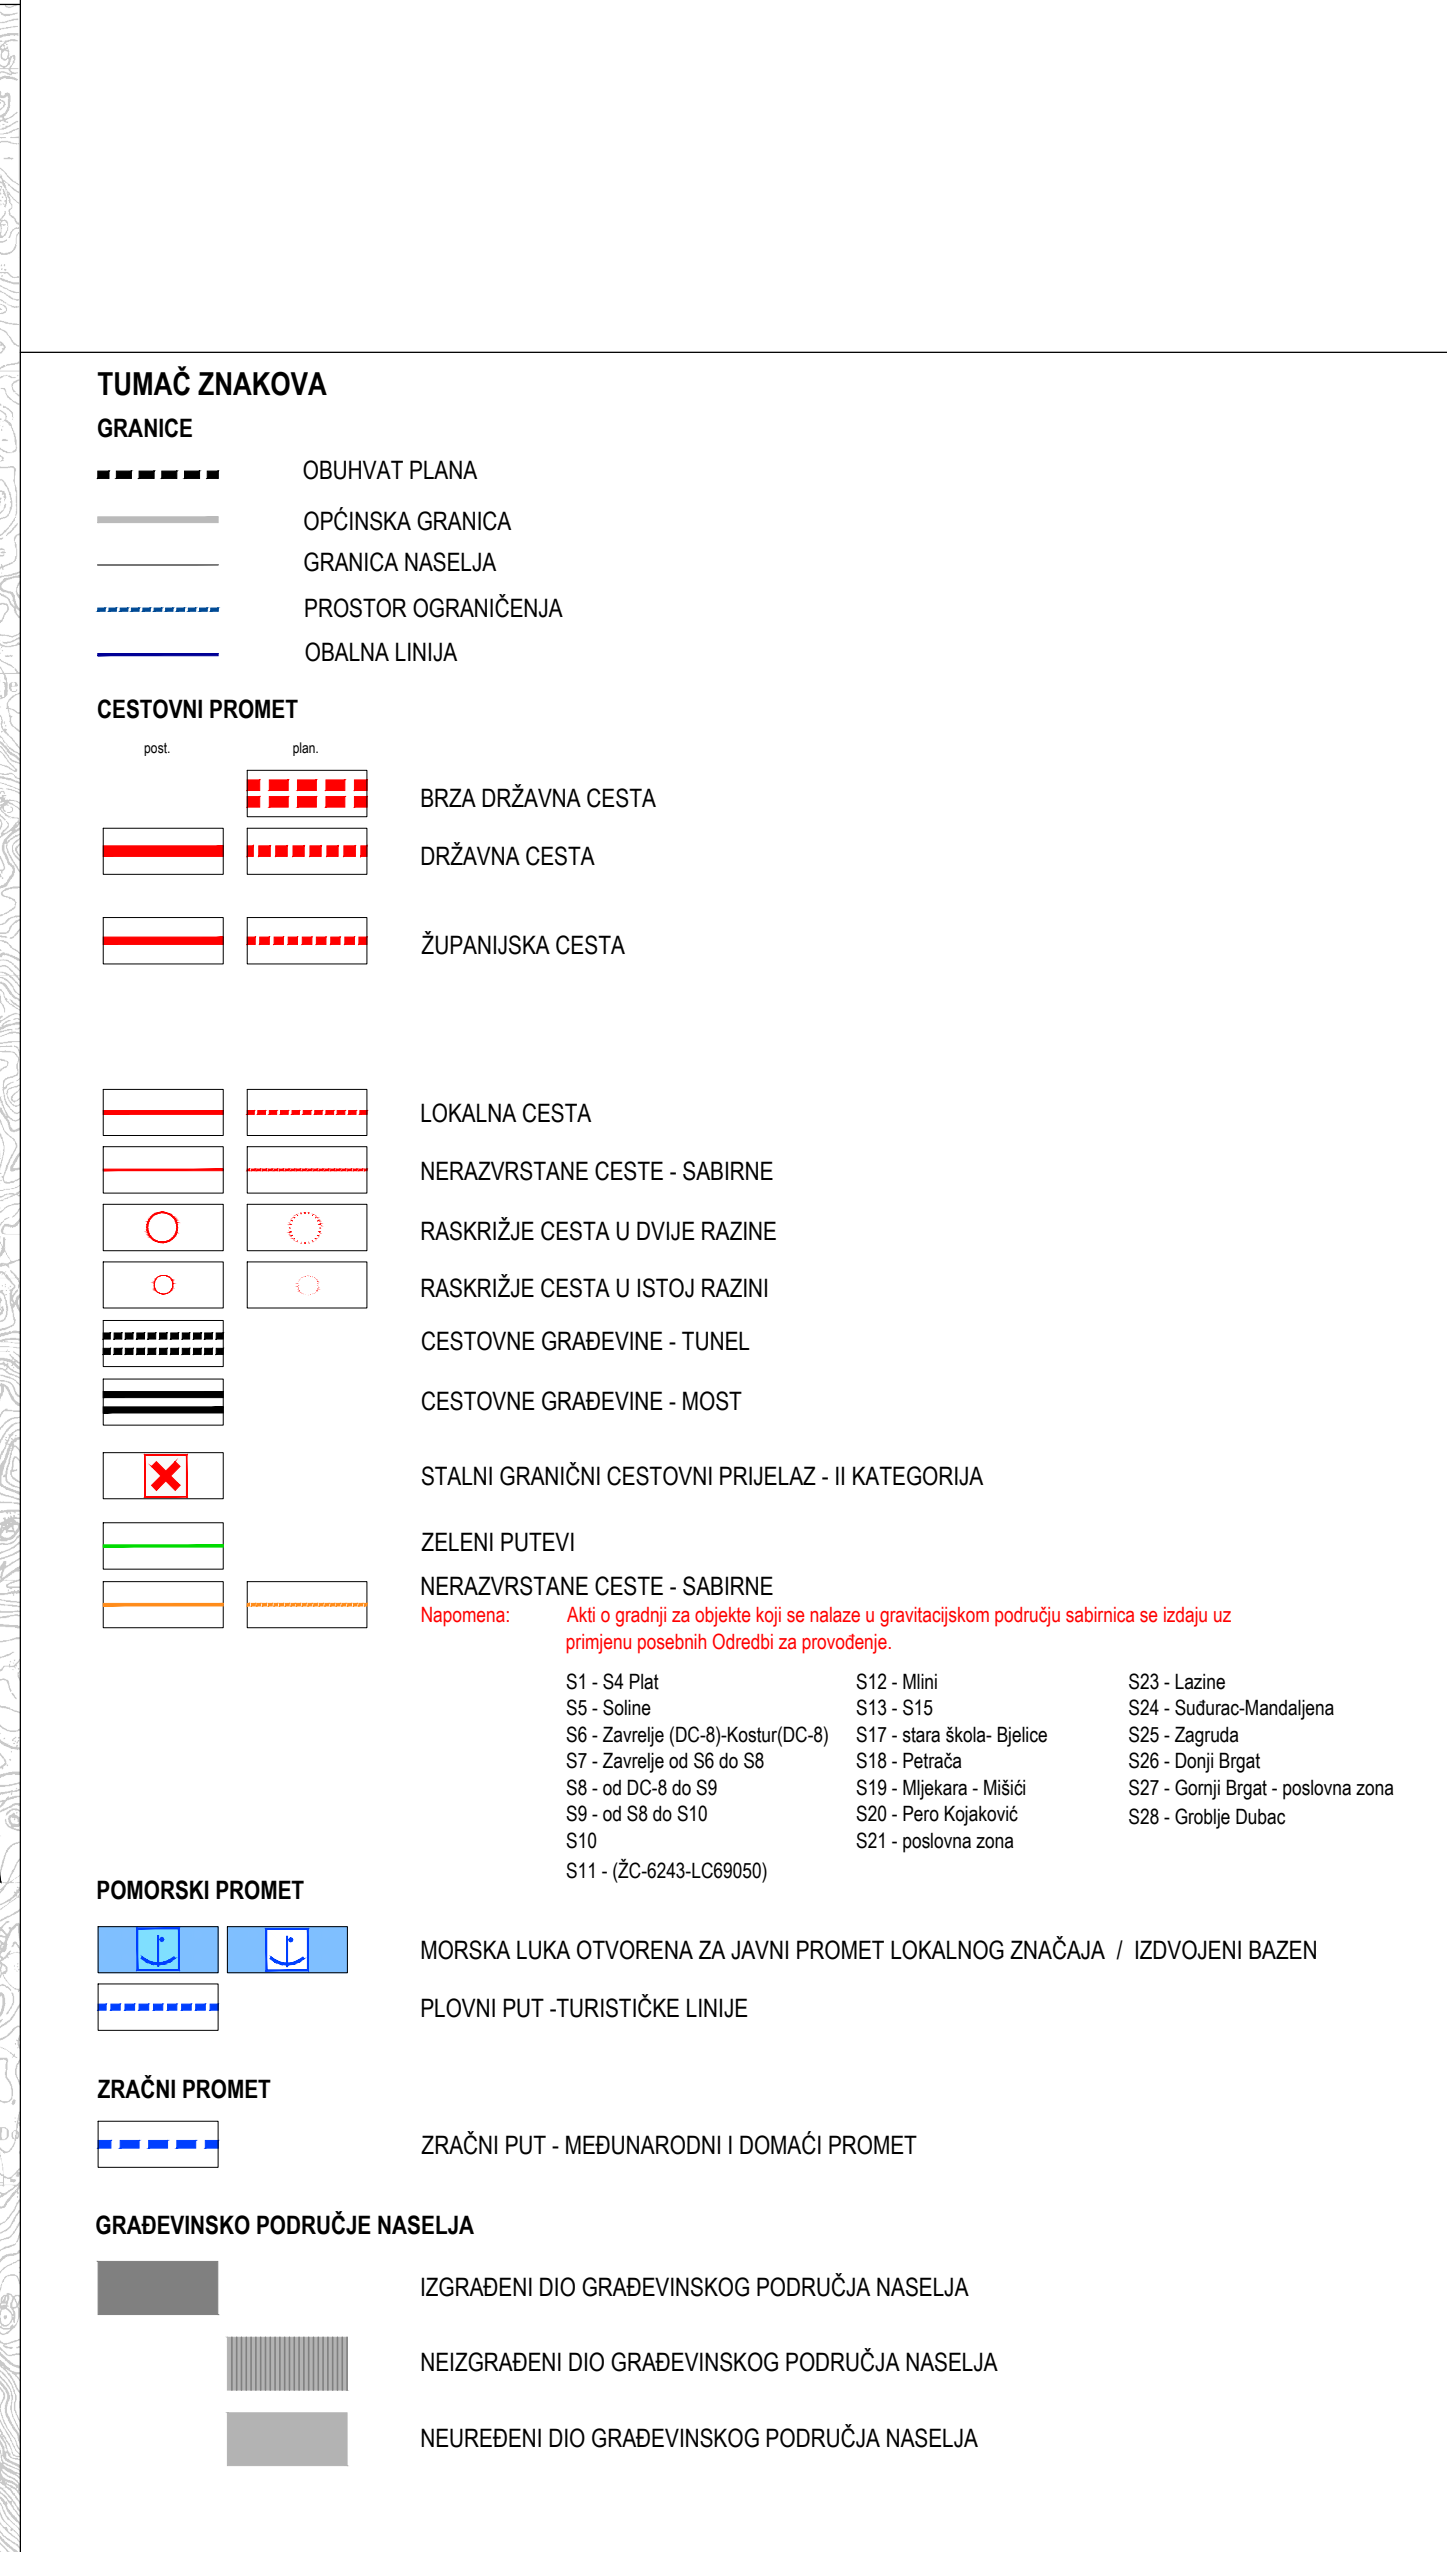 TUMAČ ZNAKOVA
GRANICE
OBUHVAT PLANA
OPĆINSKA GRANICA
GRANICA NASELJA
PROSTOR OGRANIČENJA
OBALNA LINIJA
CESTOVNI PROMET
post. plan.
BRZA DRŽAVNA CESTA
DRŽAVNA CESTA
ŽUPANIJSKA CESTA
LOKALNA CESTA
NERAZVRSTANE CESTE - SABIRNE
RASKRIŽJE CESTA U DVIJE RAZINE
RASKRIŽJE CESTA U ISTOJ RAZINI
CESTOVNE GRAĐEVINE - TUNEL
CESTOVNE GRAĐEVINE - MOST
STALNI GRANIČNI CESTOVNI PRIJELAZ - II KATEGORIJA
ZELENI PUTEVI
NERAZVRSTANE CESTE - SABIRNE
Napomena: Akti o gradnji za objekte koji se nalaze u gravitacijskom području sabirnica se izdaju uz
primjenu posebnih Odredbi za provođenje.
S1 - S4 Plat
S5 - Soline
S6 - Zavrelje (DC-8)-Kostur(DC-8)
S7 - Zavrelje od S6 do S8
S8 - od DC-8 do S9
S9 - od S8 do S10
S10
S11 - (ŽC-6243-LC69050)
S12 - Mlini
S13 - S15
S17 - stara škola- Bjelice
S18 - Petrača
S19 - Mljekara - Mišići
S20 - Pero Kojaković
S21 - poslovna zona
S23 - Lazine
S24 - Suđurac-Mandaljena
S25 - Zagruda
S26 - Donji Brgat
S27 - Gornji Brgat - poslovna zona
S28 - Groblje Dubac
POMORSKI PROMET
MORSKA LUKA OTVORENA ZA JAVNI PROMET LOKALNOG ZNAČAJA / IZDVOJENI BAZEN
PLOVNI PUT -TURISTIČKE LINIJE
ZRAČNI PROMET
ZRAČNI PUT - MEĐUNARODNI I DOMAĆI PROMET
GRAĐEVINSKO PODRUČJE NASELJA
IZGRAĐENI DIO GRAĐEVINSKOG PODRUČJA NASELJA
NEIZGRAĐENI DIO GRAĐEVINSKOG PODRUČJA NASELJA
NEUREĐENI DIO GRAĐEVINSKOG PODRUČJA NASELJA